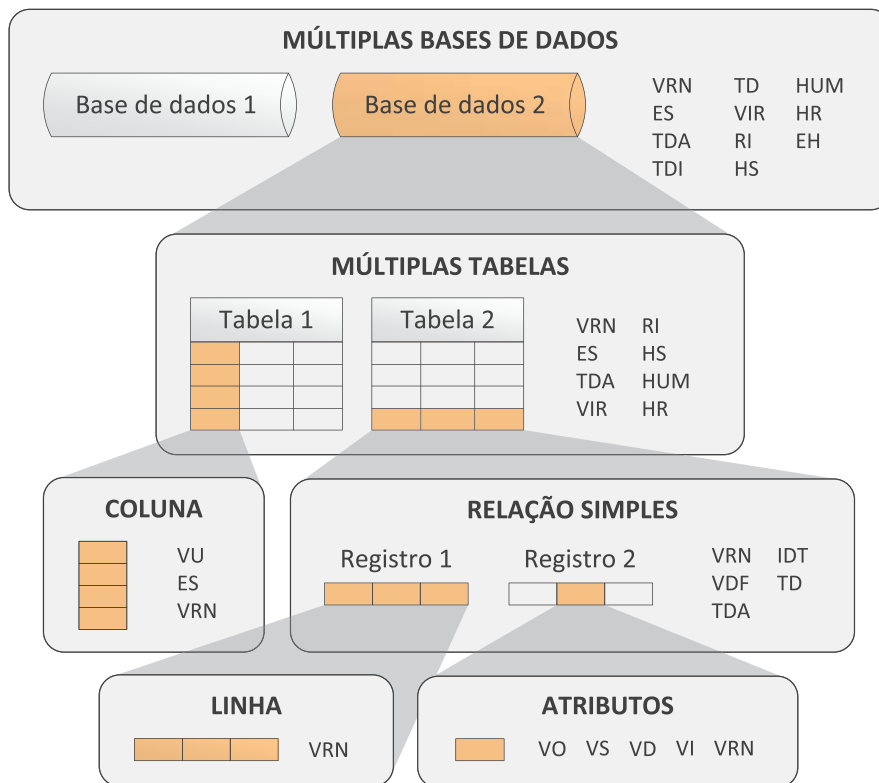 MÚLTIPLAS BASES DE DADOS
Base de dados 1
Base de dados 2
VRN TD HUM
ES VIR HR
TDA RI EH
TDI HS
MÚLTIPLAS TABELAS
Tabela 1
Tabela 2
VRN RI
ES HS
TDA HUM
VIR HR
COLUNA
VU
ES
VRN
RELAÇÃO SIMPLES
Registro 1
Registro 2
VRN IDT
VDF TD
TDA
LINHA
VRN
ATRIBUTOS
VO VS VD VI VRN